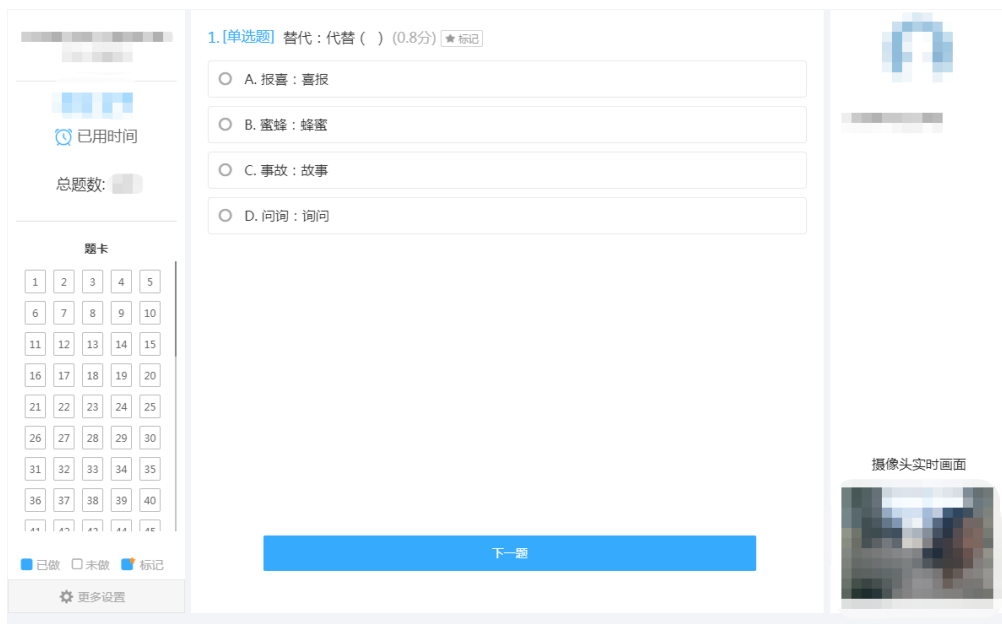 已用时间
总题数:
题卡
1 2 3 4 5
6 7 8 9 10
11 12 13 14 15
16 17 18 19 20
21 22 23 24 25
26 27 28 29 30
31 32 33 34 35
36 37 38 39 40
41 42 43 44 45
已做 未做 标记
更多设置
1. [单选题] 替代：代替 ( ) (0.8分) 标记
A. 报喜：喜报
B. 蜜蜂：蜂蜜
C. 事故：故事
D. 问询：询问
下一题
摄像头实时画面